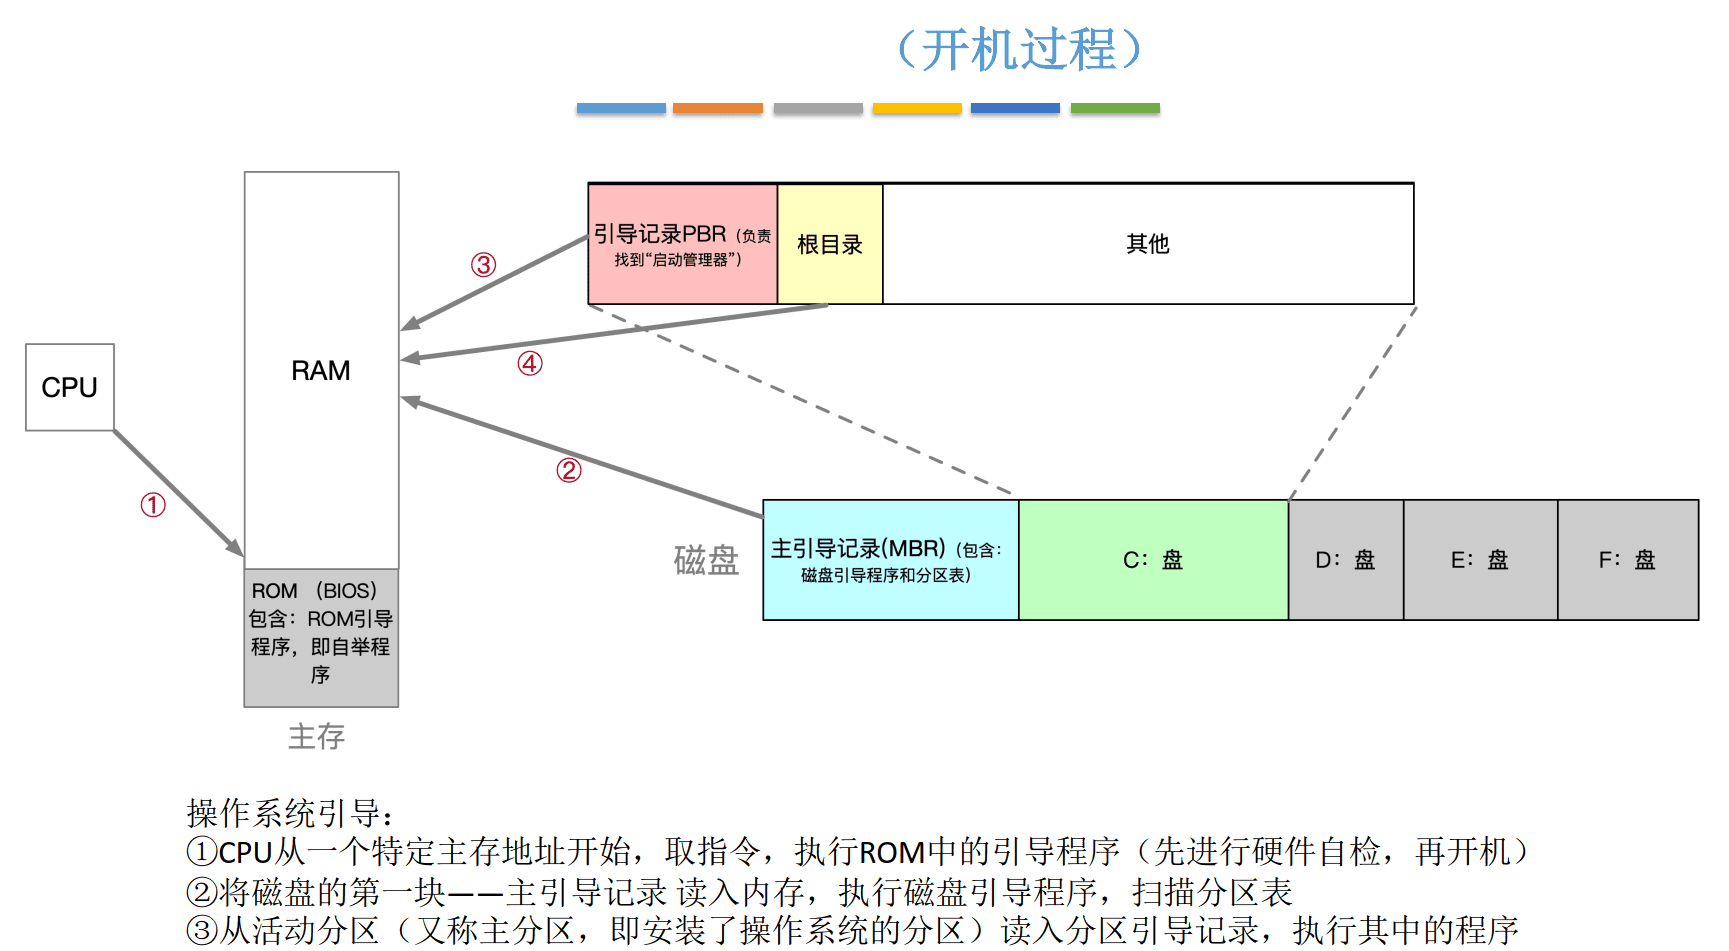 （开机过程）
引导记录PBR（负责
找到“启动管理器”）
根目录
其他
③
④
RAM
CPU
②
①
磁盘
主引导记录(MBR)（包含：
磁盘引导程序和分区表）
C：盘
D：盘
E：盘
F：盘
ROM （BIOS）
包含：ROM引导
程序，即自举程
序
主存
操作系统引导：
①CPU从一个特定主存地址开始，取指令，执行ROM中的引导程序（先进行硬件自检，再开机）
②将磁盘的第一块——主引导记录 读入内存，执行磁盘引导程序，扫描分区表
③从活动分区（又称主分区，即安装了操作系统的分区）读入分区引导记录，执行其中的程序